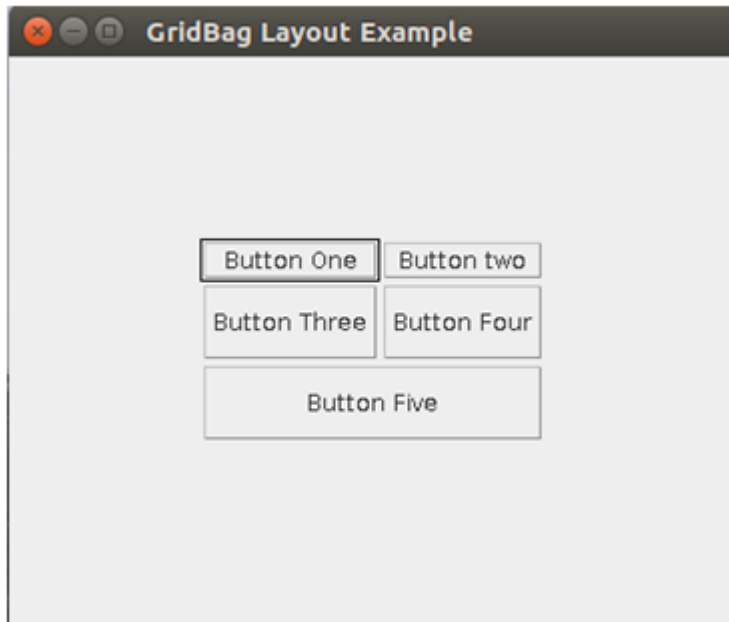 GridBag Layout Example
Button One
Button two
Button Three
Button Four
Button Five